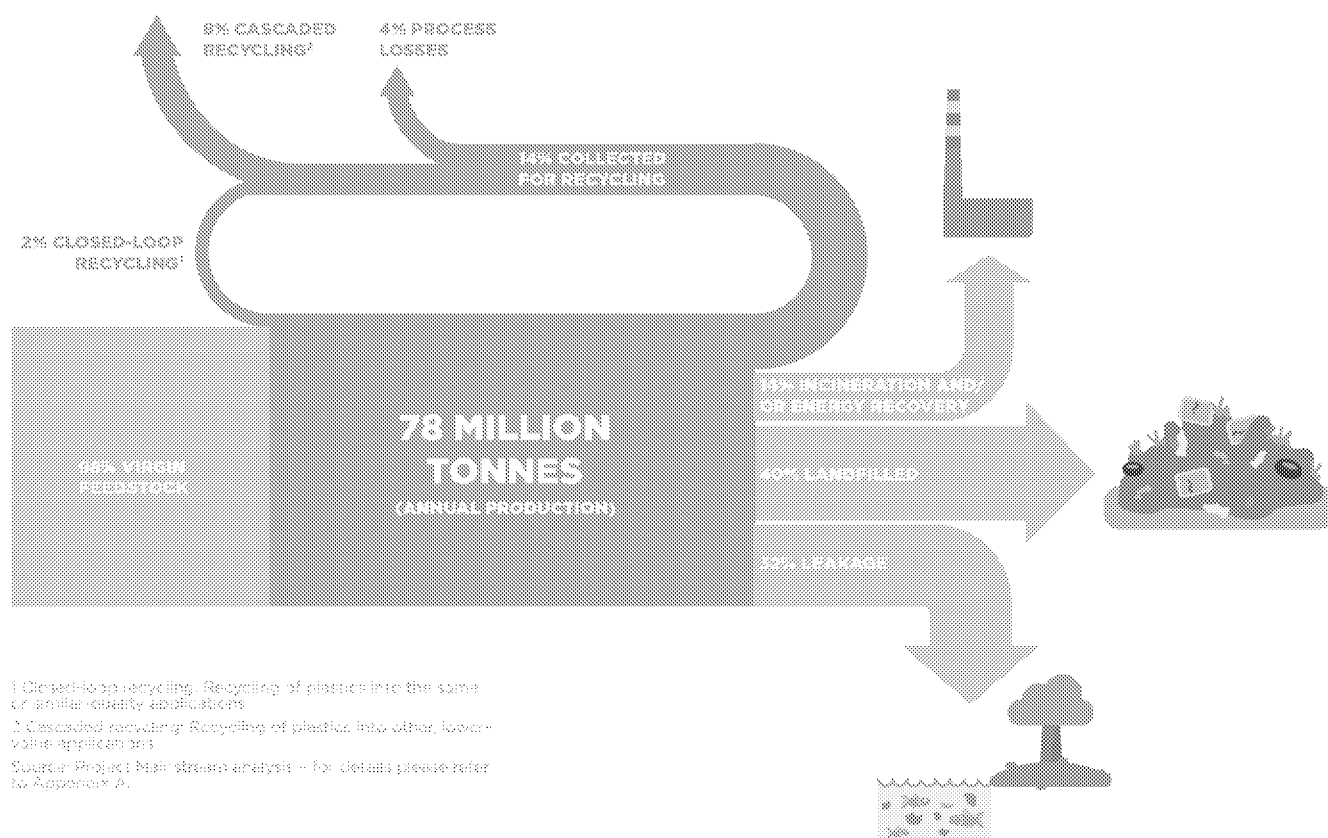 8% CASCADED
RECYCLING²
4% PROCESS
LOSSES
14% COLLECTED
FOR RECYCLING
2% CLOSED-LOOP
RECYCLING¹
14% INCINERATION AND/
OR ENERGY RECOVERY
78 MILLION
TONNES
(ANNUAL PRODUCTION)
98% VIRGIN
FEEDSTOCK
40% LANDFILLED
32% LEAKAGE
1 Closed-loop recycling: Recycling of plastics into the same
or similar-quality applications
2 Cascaded recycling: Recycling of plastics into other, lower-
value applications
Source: Project Mainstream analysis – for details please refer
to Appendix A.